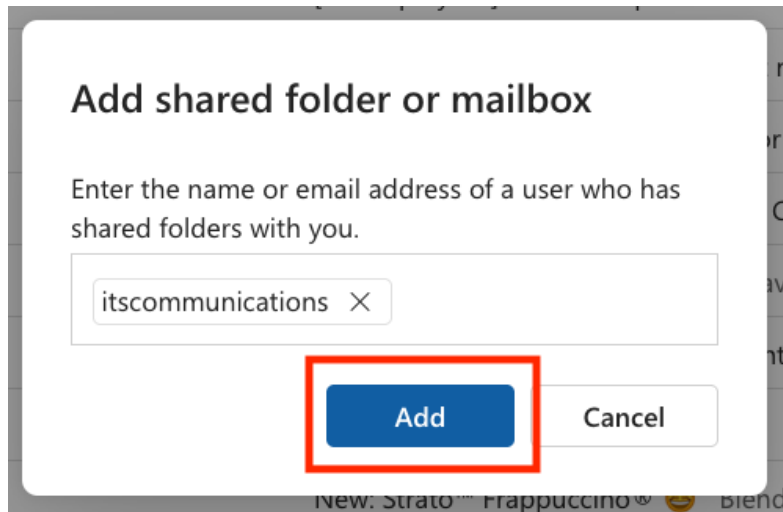 Add shared folder or mailbox
Enter the name or email address of a user who has
shared folders with you.
itscommunications
Add Cancel
New: Strato™ Frappuccino® 😄 Blend